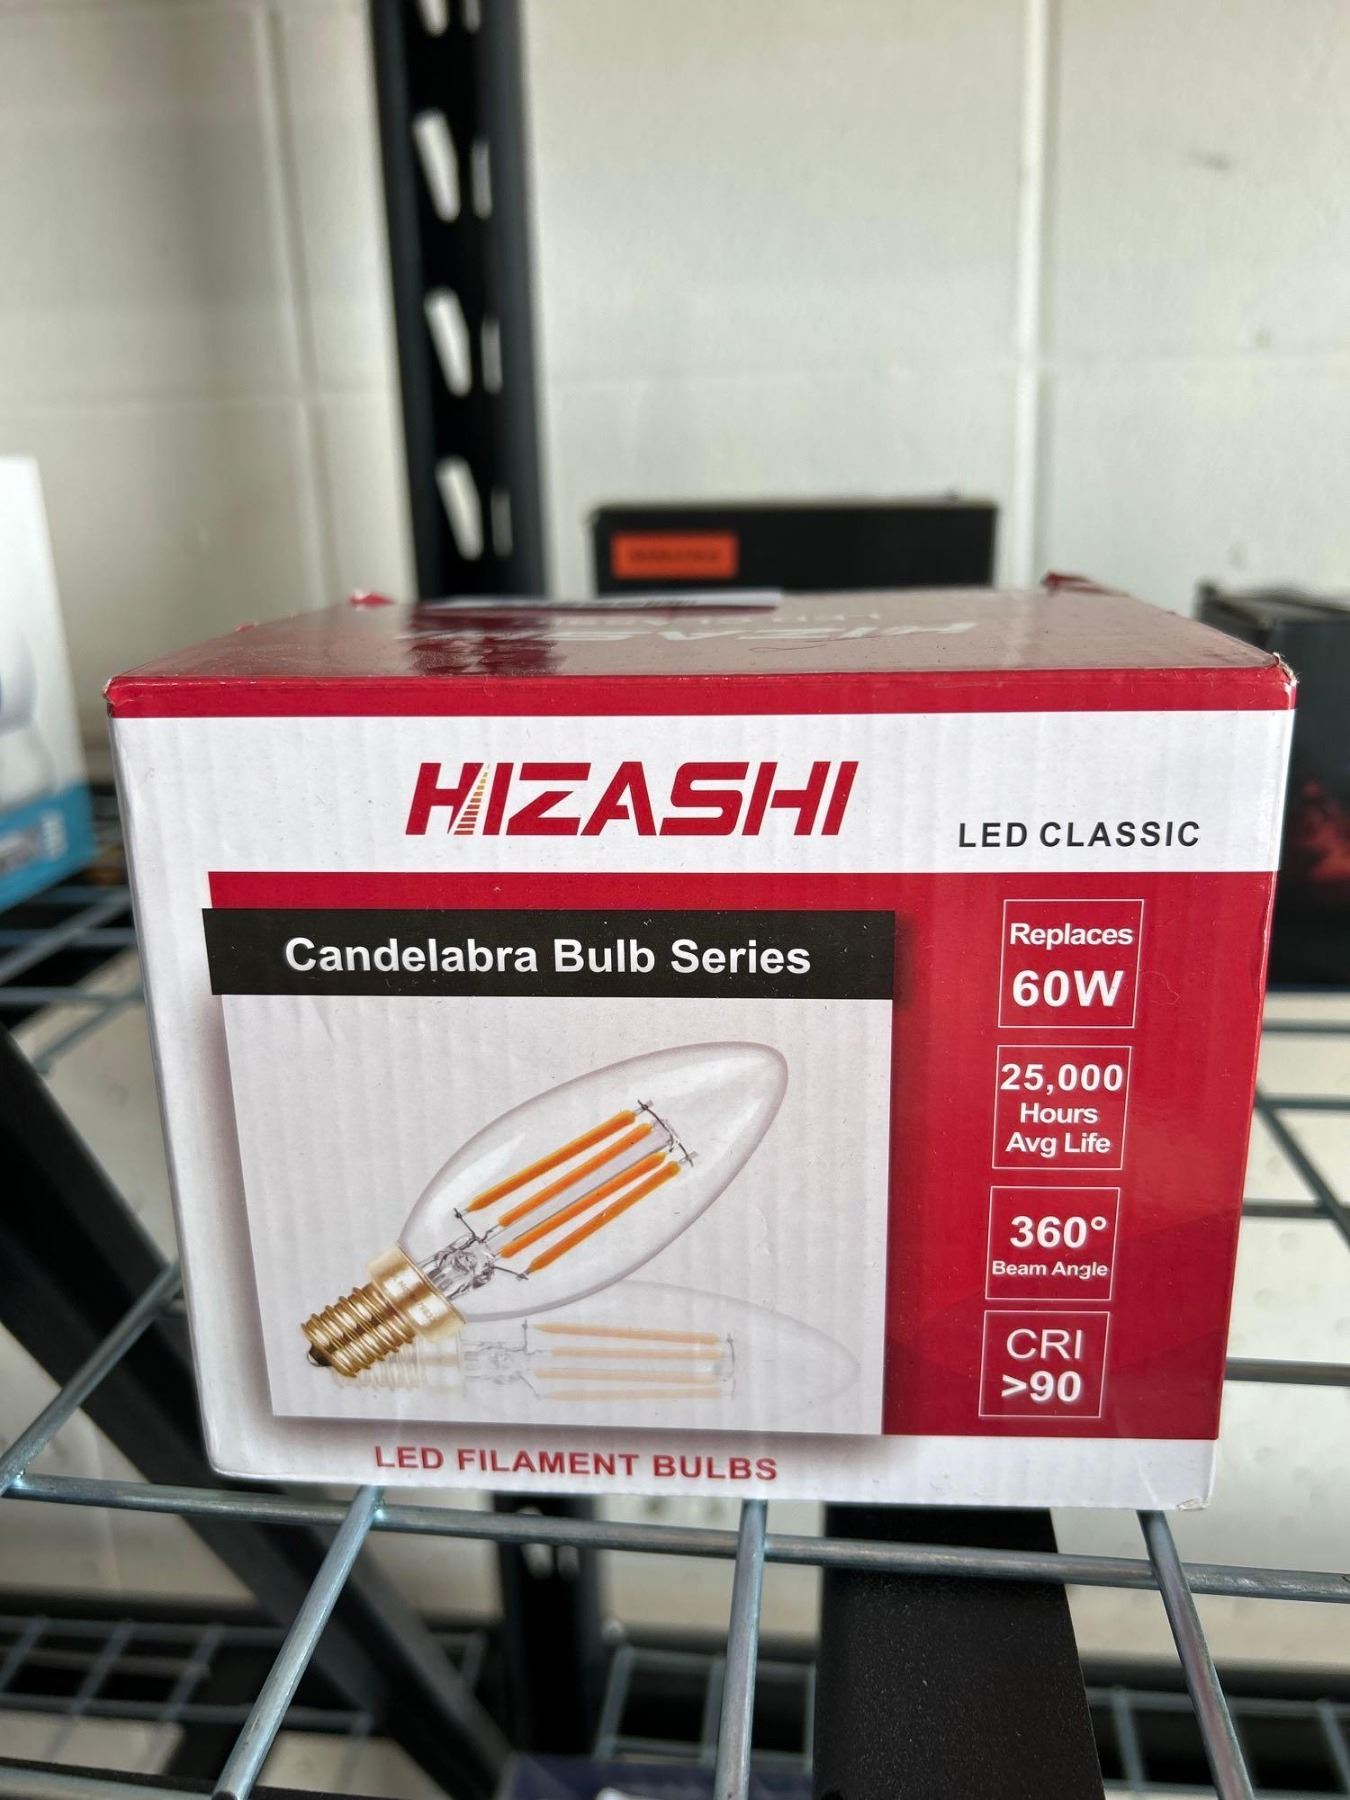 HIZASHI
LED CLASSIC
Candelabra Bulb Series
Replaces
60W
25,000
Hours
Avg Life
360°
Beam Angle
CRI
>90
LED FILAMENT BULBS